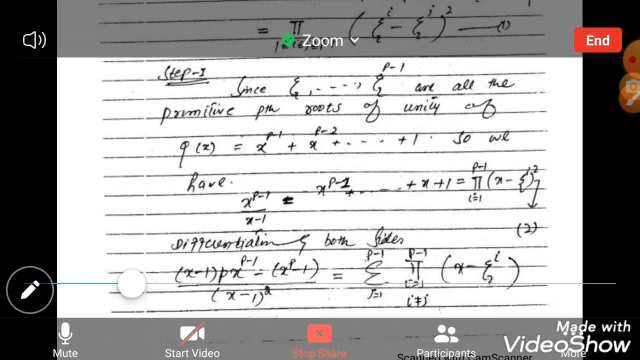 = ∏ (ξ^i - ξ^j)^2 —(1)
Zoom
End
Step-I Since ξ, ----, ξ^{p-1} are all the
primitive pth roots of unity of
φ(x) = x^{p-1} + x^{p-2} + ---- + 1. So we
have.
x^{p-1}/x-1 = x^{p-1} + ---- + x + 1 = ∏_{i=1}^{p-1} (x - ξ^i)
(2)
Differentiating both sides
(x-1)px^{p-1} - (x^p-1)/(x-1)^2 = Σ_{j=1}^{p-1} ∏_{i=1, i≠j}^{p-1} (x - ξ^i)
Mute
Start Video
Stop Share
Participants
More
Made with
VideoShow